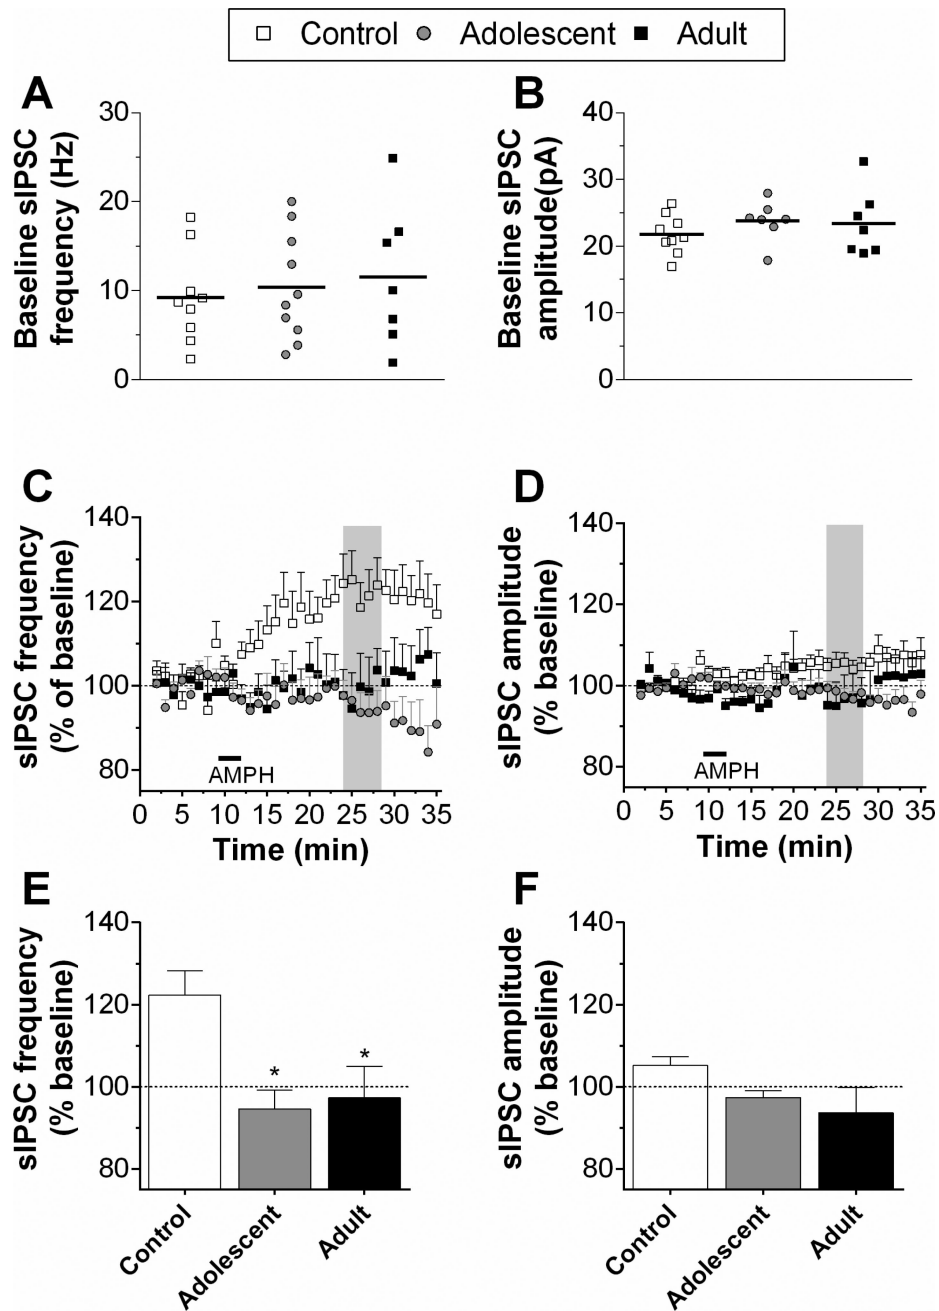 Control Adolescent Adult
A
Baseline sIPSC
frequency (Hz)
30
20
10
0
B
Baseline sIPSC
amplitude(pA)
40
30
20
10
0
C
sIPSC frequency
(% of baseline)
140
120
100
80
AMPH
0 5 10 15 20 25 30 35
Time (min)
D
sIPSC amplitude
(% baseline)
140
120
100
80
AMPH
0 5 10 15 20 25 30 35
Time (min)
E
sIPSC frequency
(% baseline)
140
120
100
80
* *
Control Adolescent Adult
F
sIPSC amplitude
(% baseline)
140
120
100
80
Control Adolescent Adult